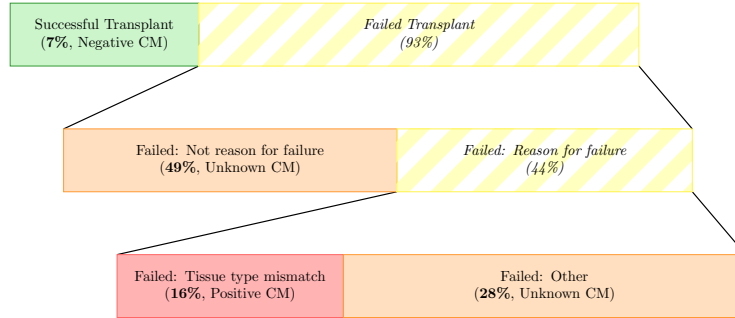 Successful Transplant
(7%, Negative CM)
Failed Transplant
(93%)
Failed: Not reason for failure
(49%, Unknown CM)
Failed: Reason for failure
(44%)
Failed: Tissue type mismatch
(16%, Positive CM)
Failed: Other
(28%, Unknown CM)